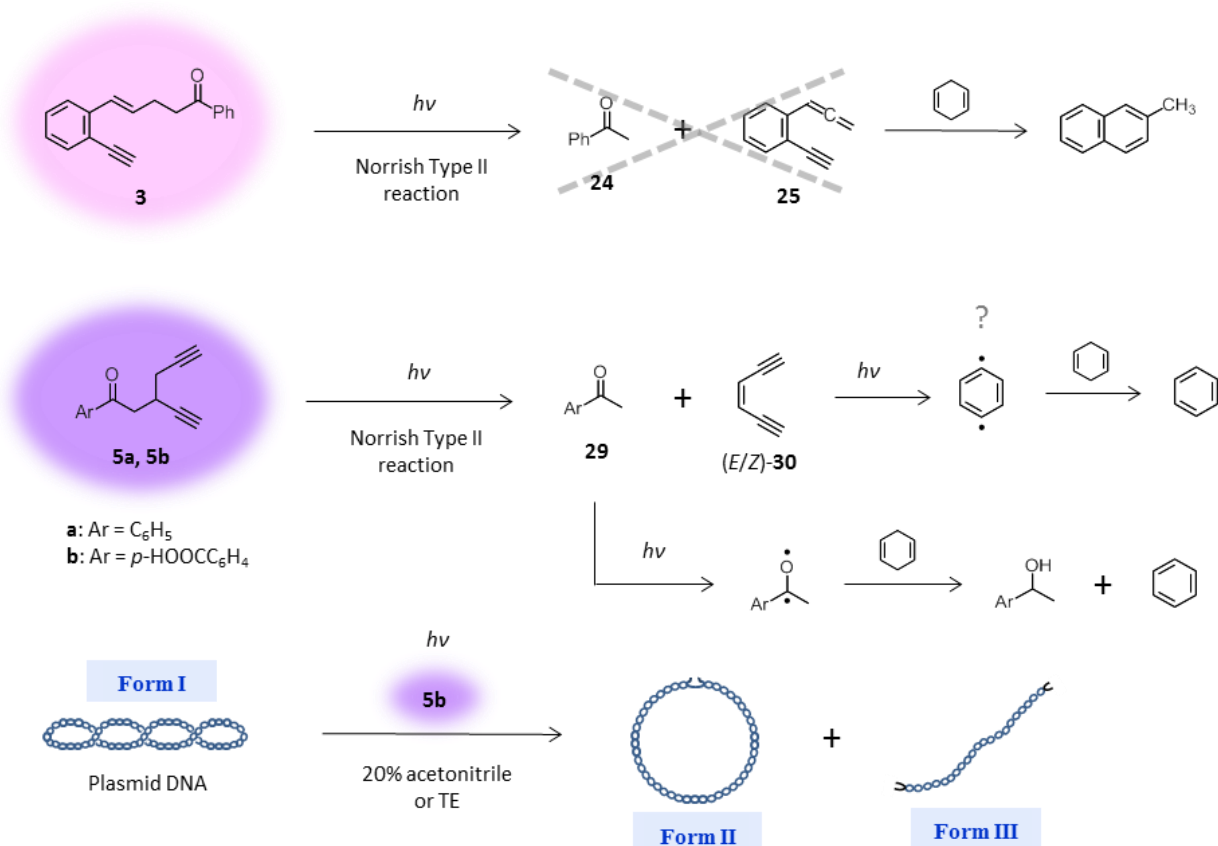 O
Ph
3
hν
Norrish Type II
reaction
O
Ph
24
+
C
25
CH₃
O
Ar
5a, 5b
hν
Norrish Type II
reaction
O
Ar
29
+
(E/Z)-30
hν
?
a: Ar = C₆H₅
b: Ar = p-HOOCC₆H₄
hν
O
Ar
OH
Ar
+
Form I
Plasmid DNA
hν
5b
20% acetonitrile
or TE
Form II
+
Form III